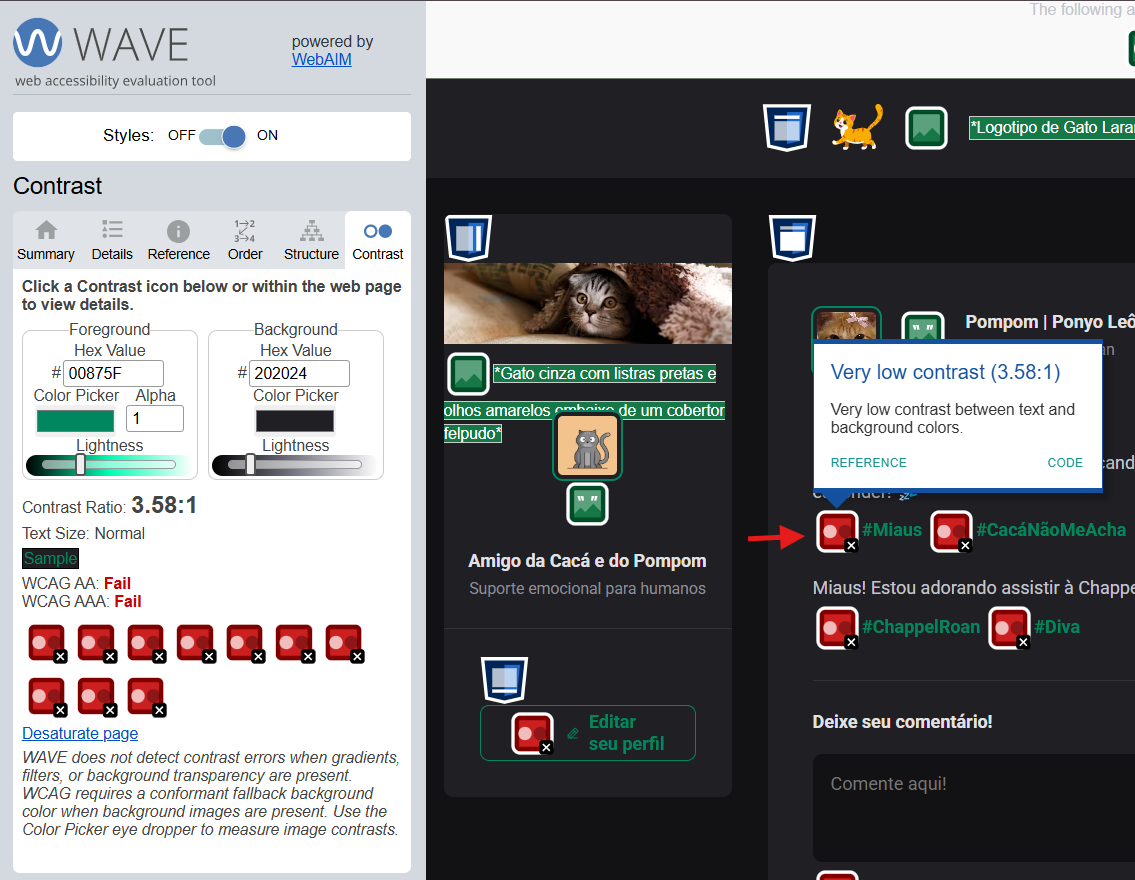 The following a
WAVE
web accessibility evaluation tool
powered by
WebAIM
Styles: OFF ON
Contrast
Summary Details Reference Order Structure Contrast
Click a Contrast icon below or within the web page
to view details.
Foreground
Hex Value
# 00875F
Color Picker Alpha
1
Lightness
Background
Hex Value
# 202024
Color Picker
Lightness
Contrast Ratio: 3.58:1
Text Size: Normal
Sample
WCAG AA: Fail
WCAG AAA: Fail
Desaturate page
WAVE does not detect contrast errors when gradients,
filters, or background transparency are present.
WCAG requires a conformant fallback background
color when background images are present. Use the
Color Picker eye dropper to measure image contrasts.
*Logotipo de Gato Lara
*Gato cinza com listras pretas e
olhos amarelos embaixo de um cobertor
felpudo*
Amigo da Cacá e do Pompom
Suporte emocional para humanos
Editar
seu perfil
Pompom | Ponyo Leô
an
Very low contrast (3.58:1)
Very low contrast between text and
background colors.
REFERENCE CODE
cand
#Miaus #CacáNãoMeAcha
Miaus! Estou adorando assistir à Chappe
#ChappelRoan #Diva
Deixe seu comentário!
Comente aqui!